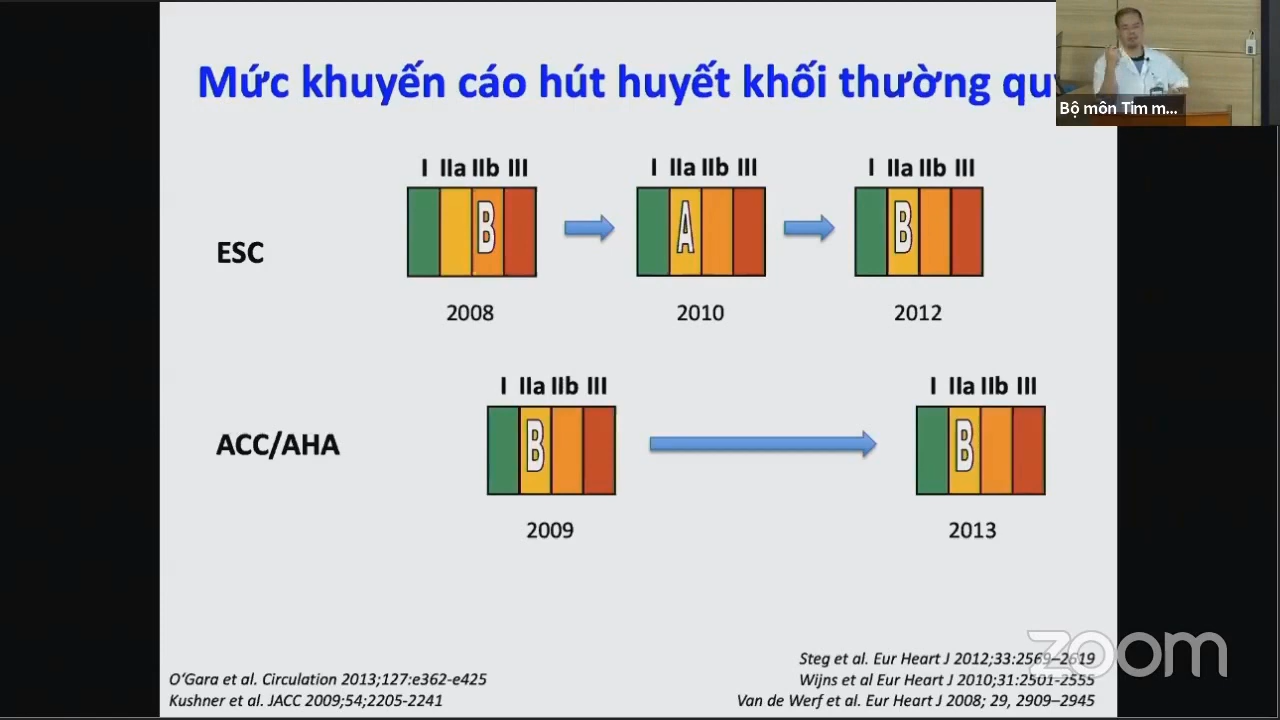 Mức khuyến cáo hút huyết khối thường
Bộ môn Tim m...
I IIa IIb III
I IIa IIb III
I IIa IIb III
B
A
B
ESC
2008
2010
2012
I IIa IIb III
I IIa IIb III
B
B
ACC/AHA
2009
2013
zoom
Steg et al. Eur Heart J 2012;33:2569–2619
O'Gara et al. Circulation 2013;127:e362-e425
Wijns et al Eur Heart J 2010;31:2501-2555
Kushner et al. JACC 2009;54;2205-2241
Van de Werf et al. Eur Heart J 2008; 29, 2909–2945